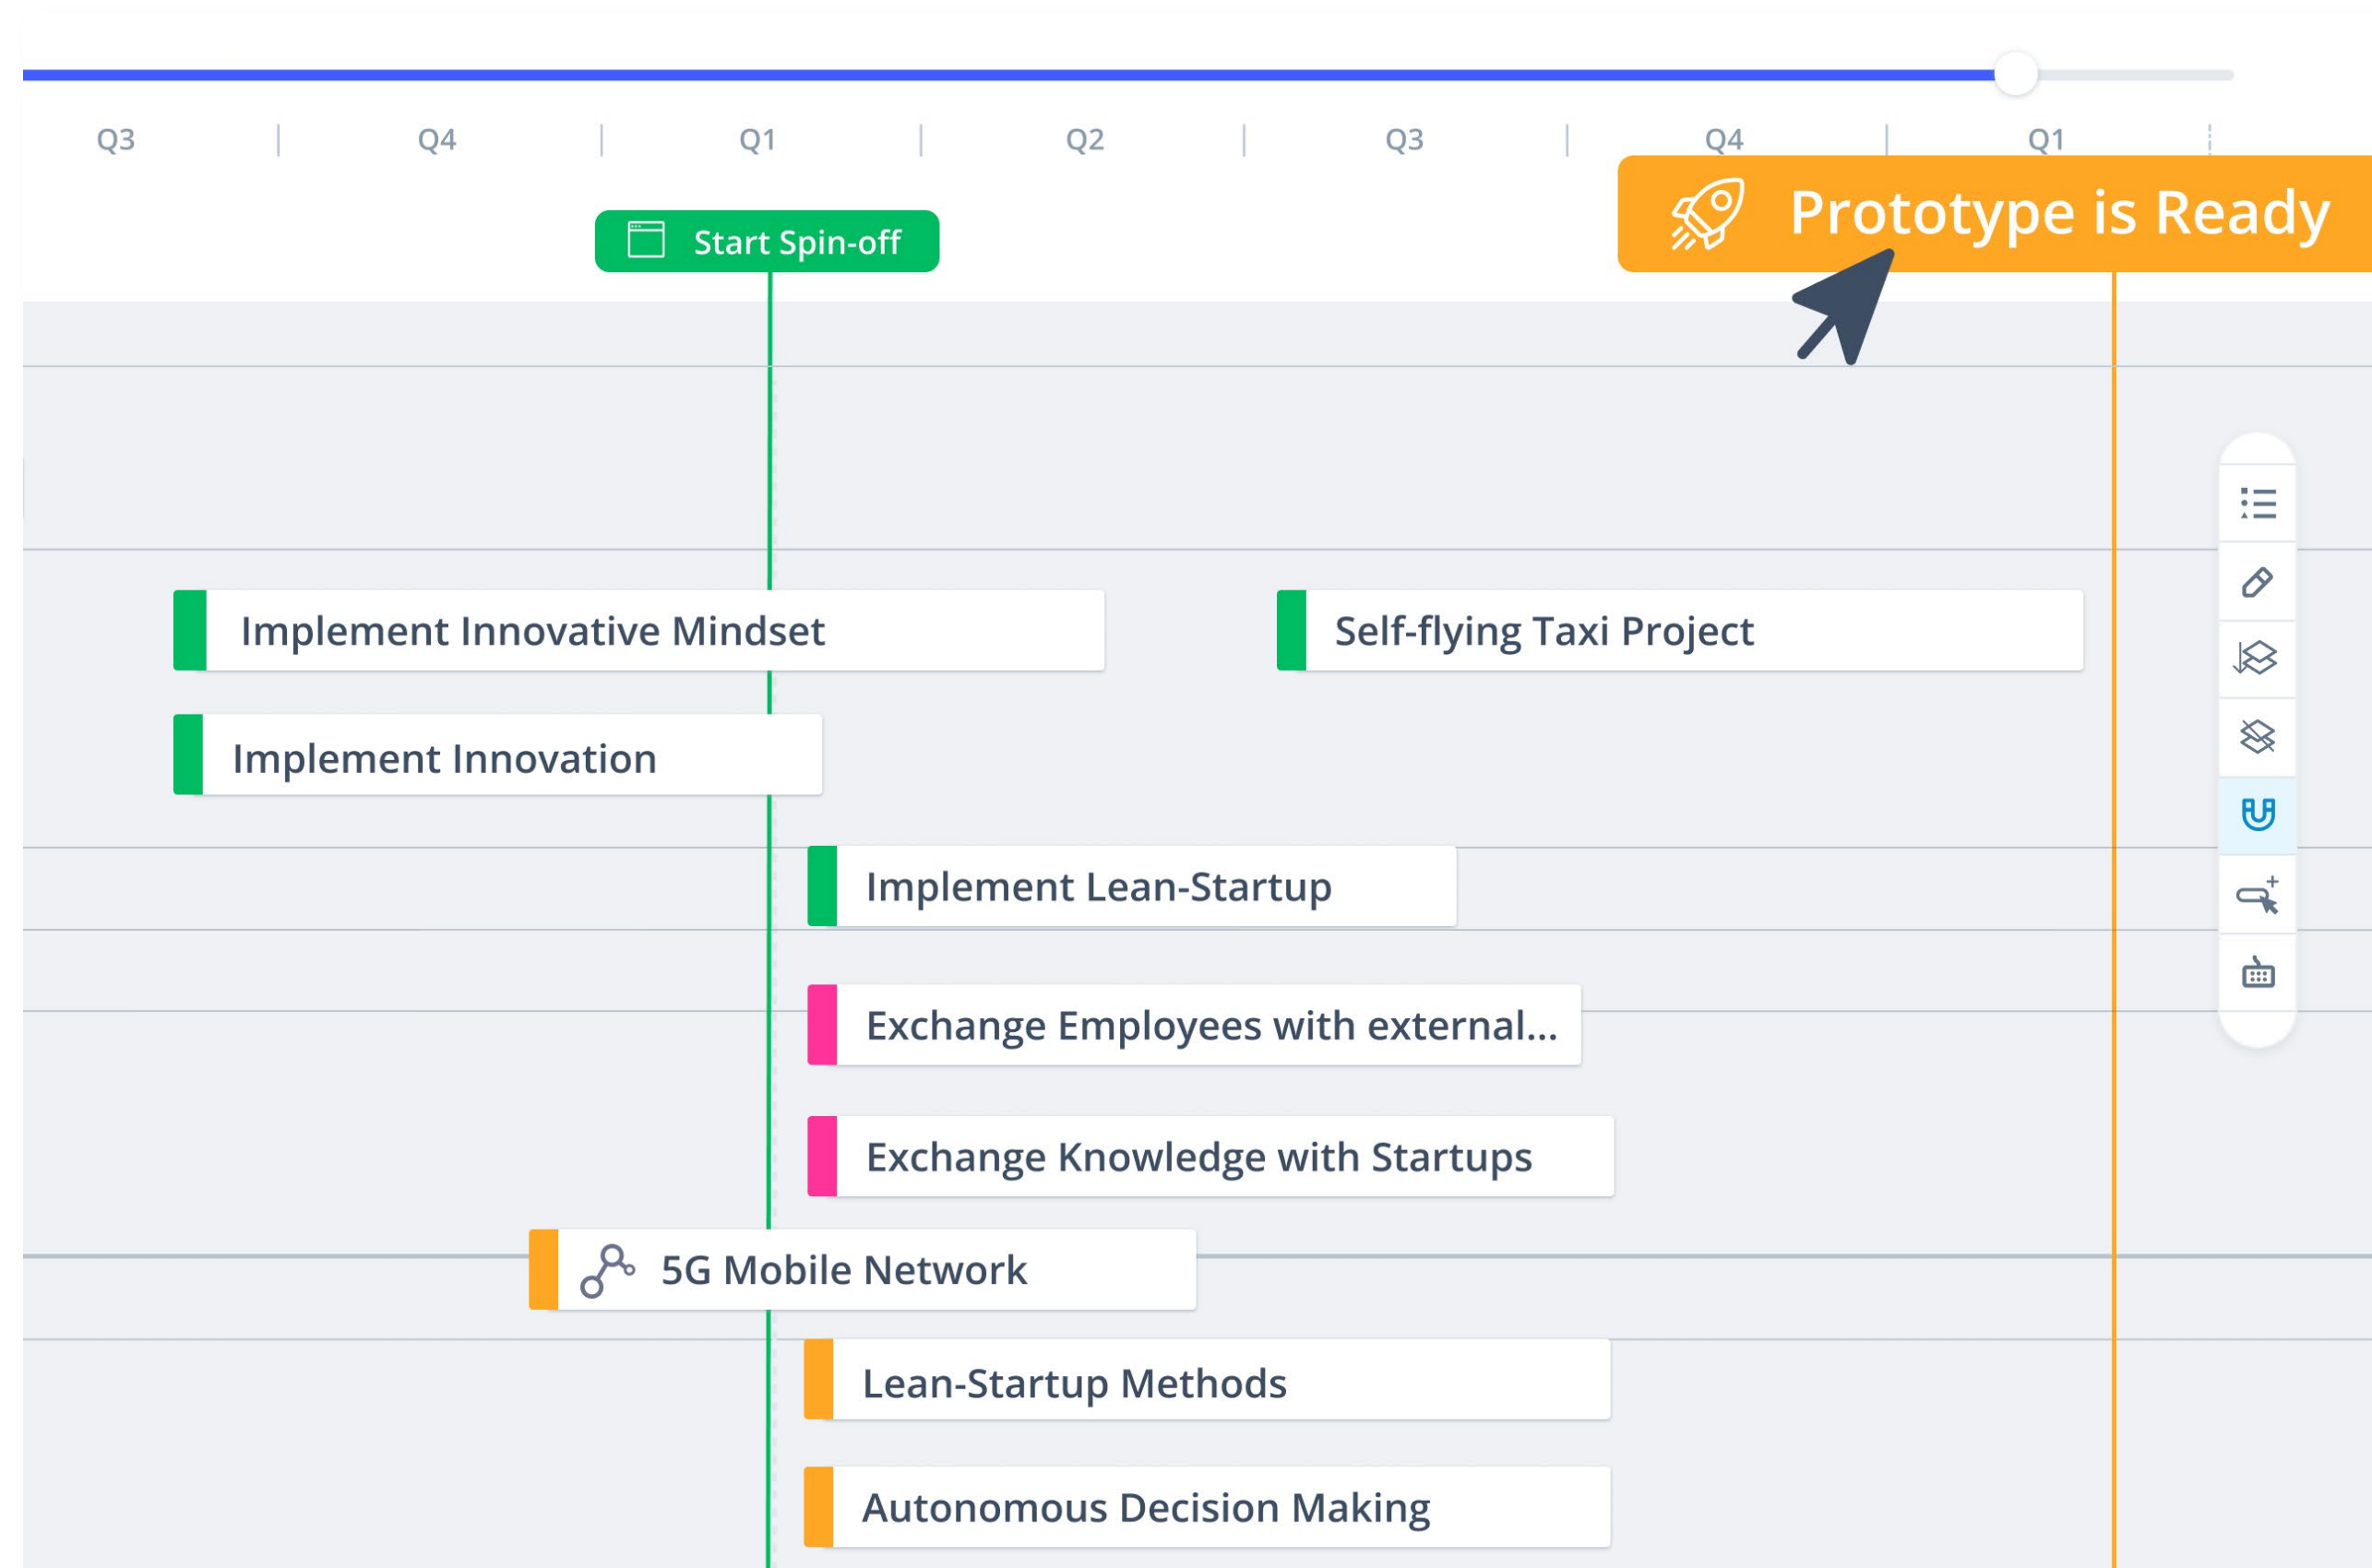 Q3 Q4 Q1 Q2 Q3 Q4 Q1
Start Spin-off
Prototype is Ready
Implement Innovative Mindset
Self-flying Taxi Project
Implement Innovation
Implement Lean-Startup
Exchange Employees with external...
Exchange Knowledge with Startups
5G Mobile Network
Lean-Startup Methods
Autonomous Decision Making